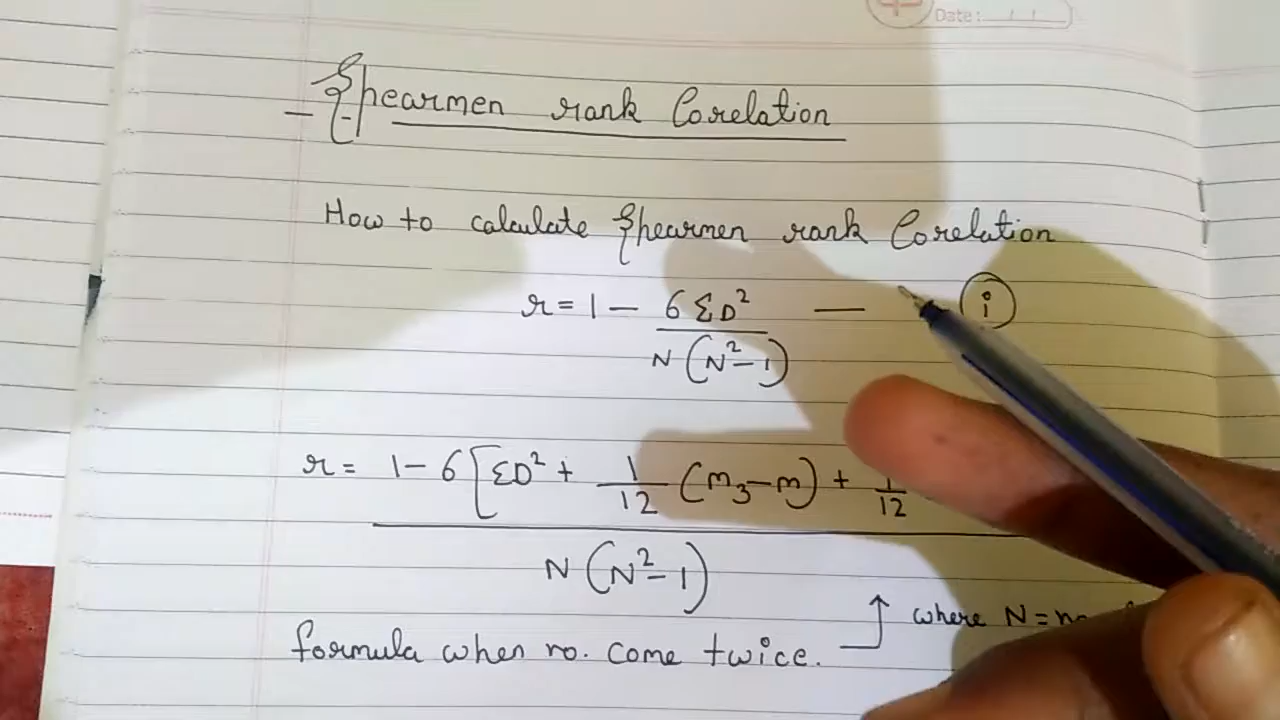 Date:
Spearmen rank Corelation
How to calculate Spearmen rank Corelation
r = 1 - 6 ΣD² — i
N (N² - 1)
r = 1 - 6 [ΣD² + 1/12 (m₃ - m) + 1/12
N (N² - 1)
where N = no
formula when no. come twice.